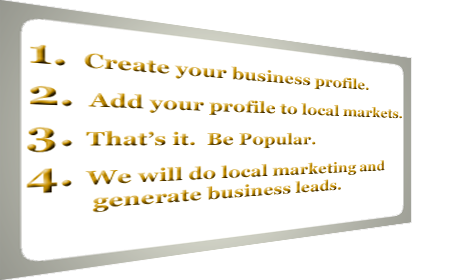 1. Create your business profile.
2. Add your profile to local markets.
3. That's it.  Be Popular.
4. We will do local marketing and
generate business leads.